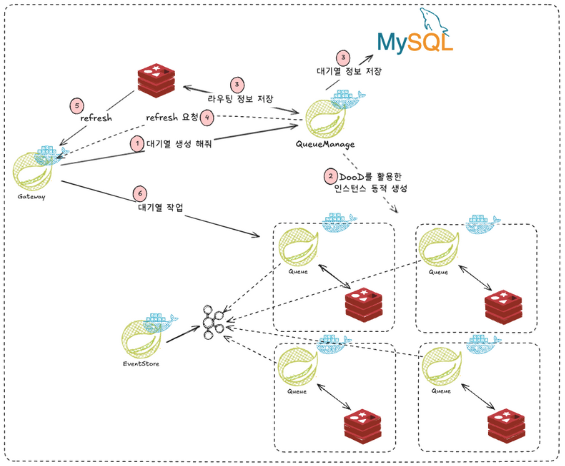 MySQL
3
대기열 정보 저장
3
라우팅 정보 저장
5
refresh
refresh 요청
4
1
대기열 생성 해줘
QueueManage
Gateway
2
DooD를 활용한
인스턴스 동적 생성
6
대기열 작업
Queue
Queue
EventStore
Queue
Queue